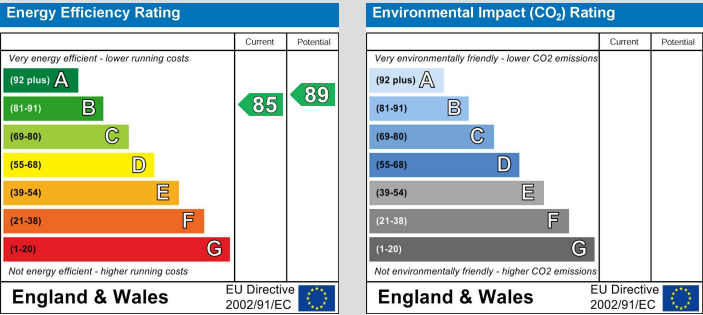 Energy Efficiency Rating
Current Potential
Very energy efficient - lower running costs
(92 plus) A
(81-91) B
(69-80) C
(55-68) D
(39-54) E
(21-38) F
(1-20) G
85
89
Not energy efficient - higher running costs
England & Wales
EU Directive
2002/91/EC
Environmental Impact (CO₂) Rating
Current Potential
Very environmentally friendly - lower CO2 emissions
(92 plus) A
(81-91) B
(69-80) C
(55-68) D
(39-54) E
(21-38) F
(1-20) G
Not environmentally friendly - higher CO2 emissions
England & Wales
EU Directive
2002/91/EC